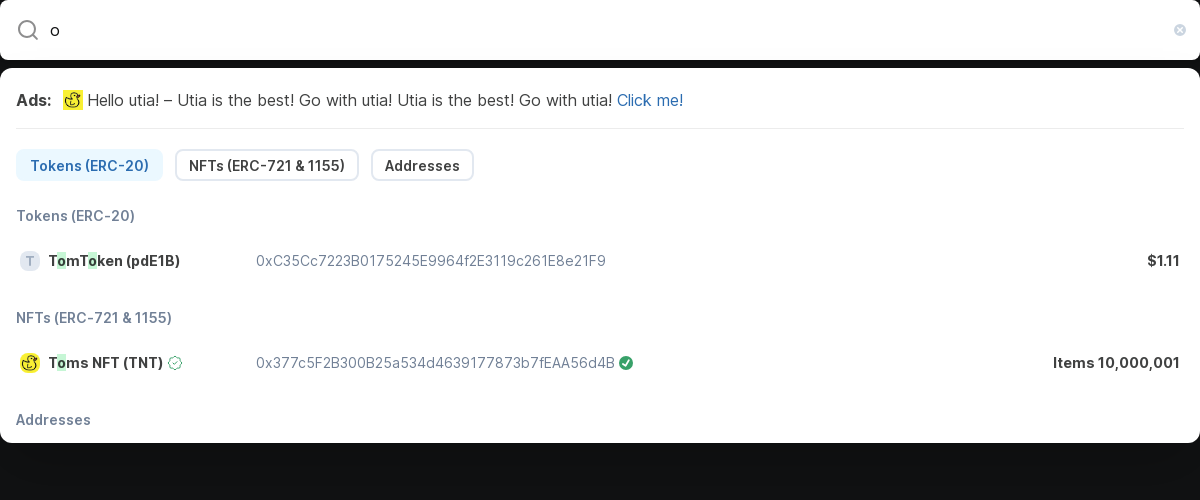 o
Ads: Hello utia! – Utia is the best! Go with utia! Utia is the best! Go with utia! Click me!
Tokens (ERC-20) NFTs (ERC-721 & 1155) Addresses
Tokens (ERC-20)
T TomToken (pdE1B) 0xC35Cc7223B0175245E9964f2E3119c261E8e21F9 $1.11
NFTs (ERC-721 & 1155)
Toms NFT (TNT) 0x377c5F2B300B25a534d4639177873b7fEAA56d4B Items 10,000,001
Addresses